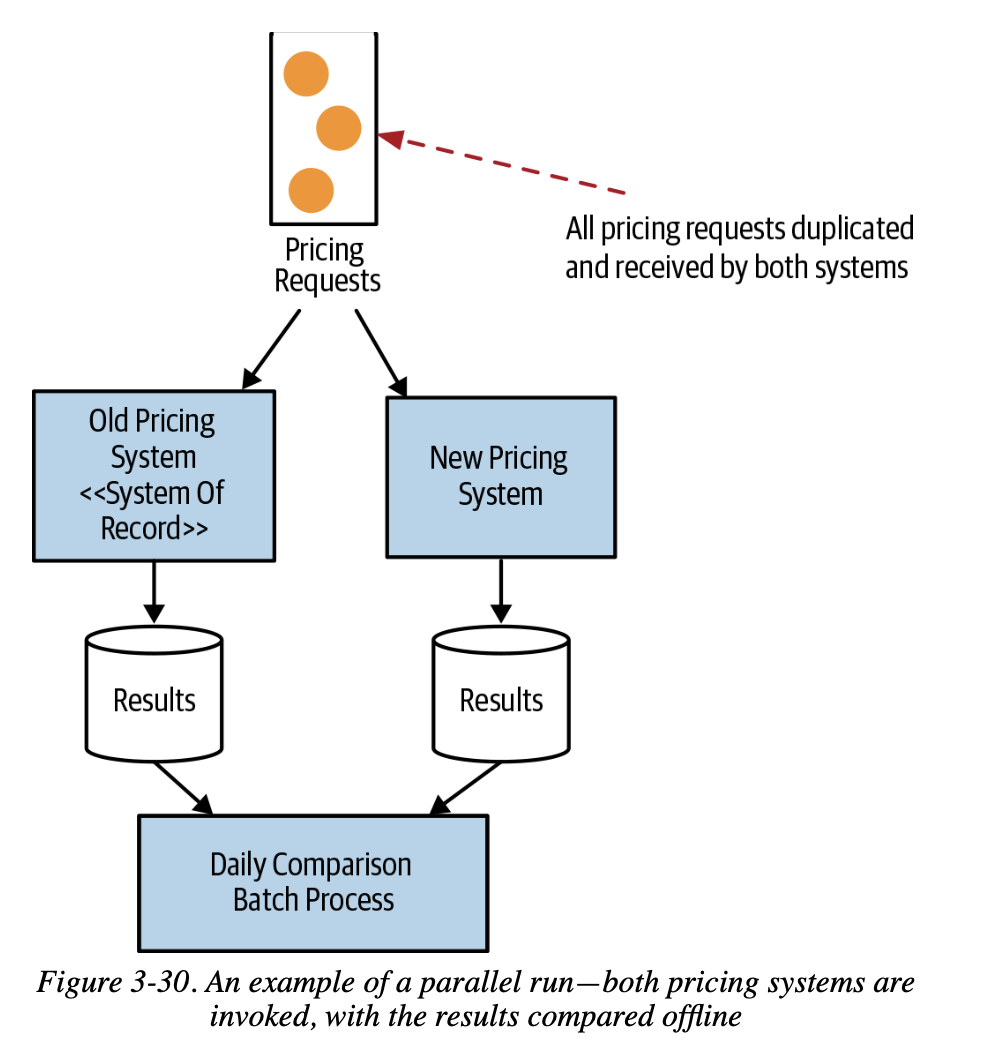 Pricing
Requests
All pricing requests duplicated
and received by both systems
Old Pricing
System
<<System Of
Record>>
New Pricing
System
Results
Results
Daily Comparison
Batch Process
Figure 3-30. An example of a parallel run—both pricing systems are
invoked, with the results compared offline